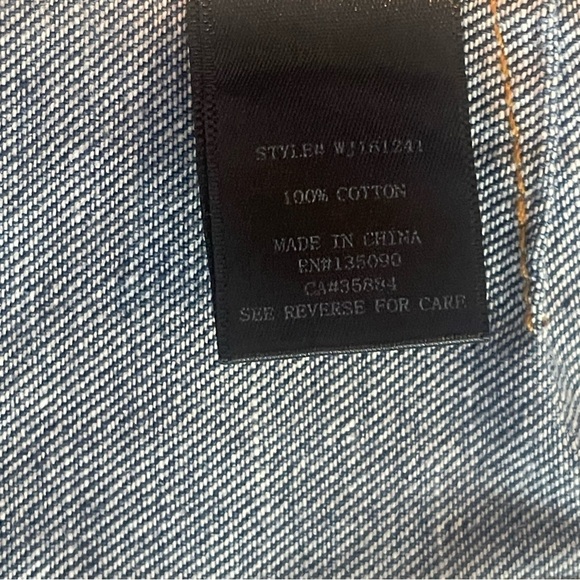 STYLE# WJ161241
100% COTTON
MADE IN CHINA
RN#135090
CA#35884
SEE REVERSE FOR CARE